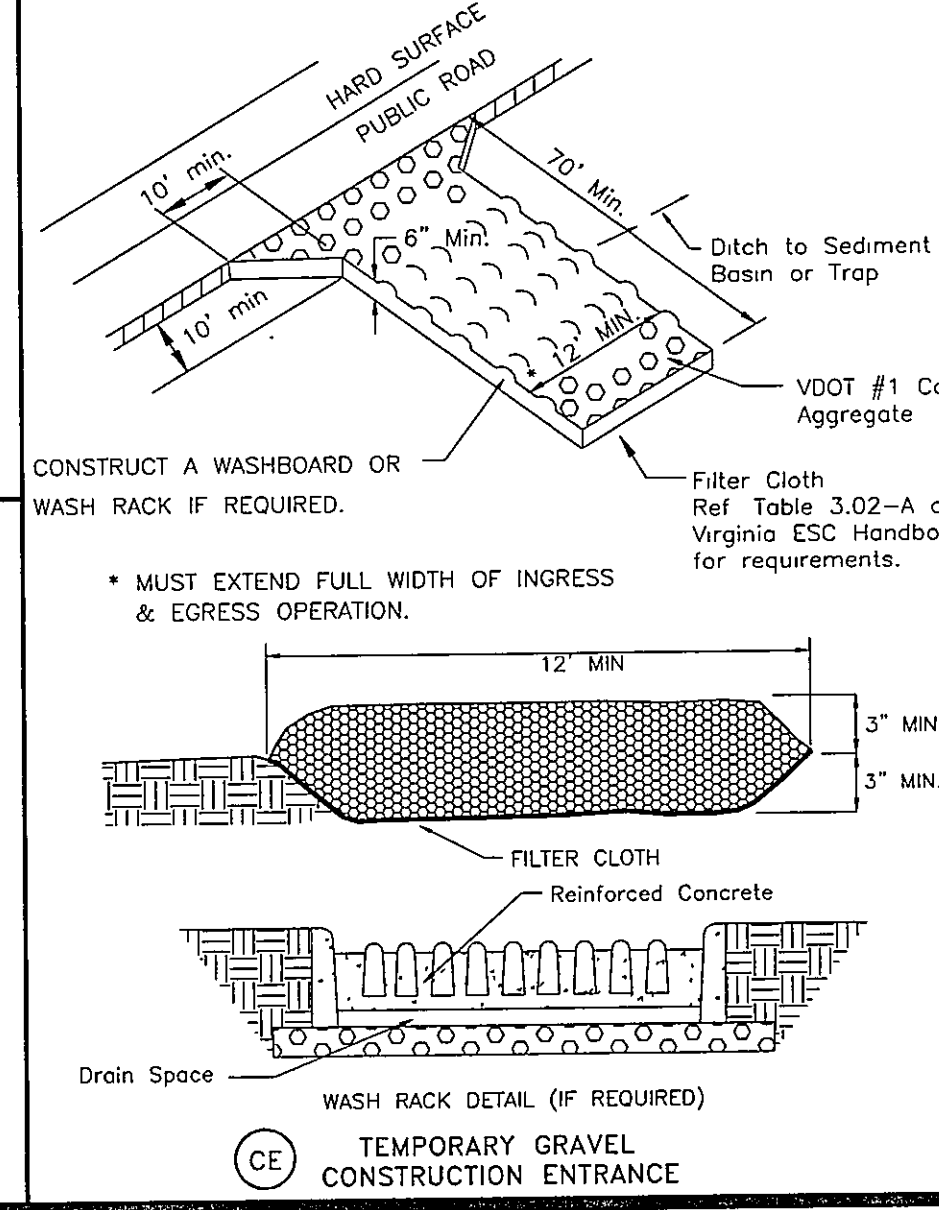 HARD SURFACE
PUBLIC ROAD
10' min.
70' Min.
6" Min.
Ditch to Sediment
Basin or Trap
10' min
* 12' MIN.
VDOT #1
Aggregate
CONSTRUCT A WASHBOARD OR
WASH RACK IF REQUIRED.
Filter Cloth
Ref Table 3.02-A
Virginia ESC
for requirements.
* MUST EXTEND FULL WIDTH OF INGRESS
& EGRESS OPERATION.
12' MIN
3" MIN
3" MIN.
FILTER CLOTH
Reinforced Concrete
Drain Space
WASH RACK DETAIL (IF REQUIRED)
CE
TEMPORARY GRAVEL
CONSTRUCTION ENTRANCE